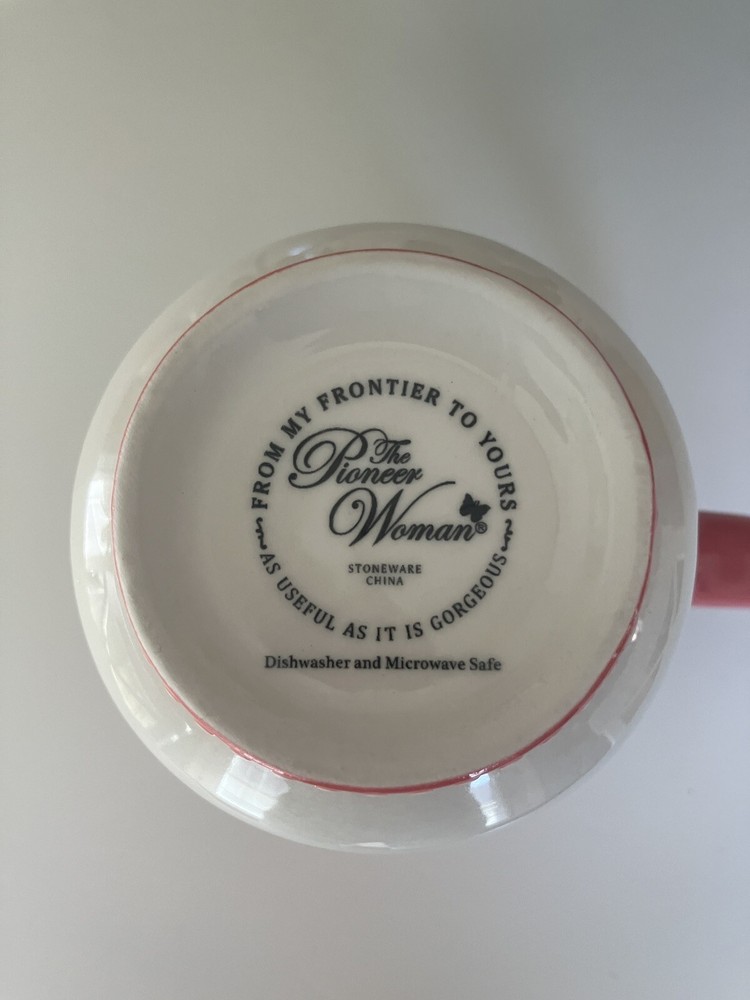 FROM MY FRONTIER TO YOURS
The
Pioneer
Woman®
STONEWARE
CHINA
AS USEFUL AS IT IS GORGEOUS
Dishwasher and Microwave Safe